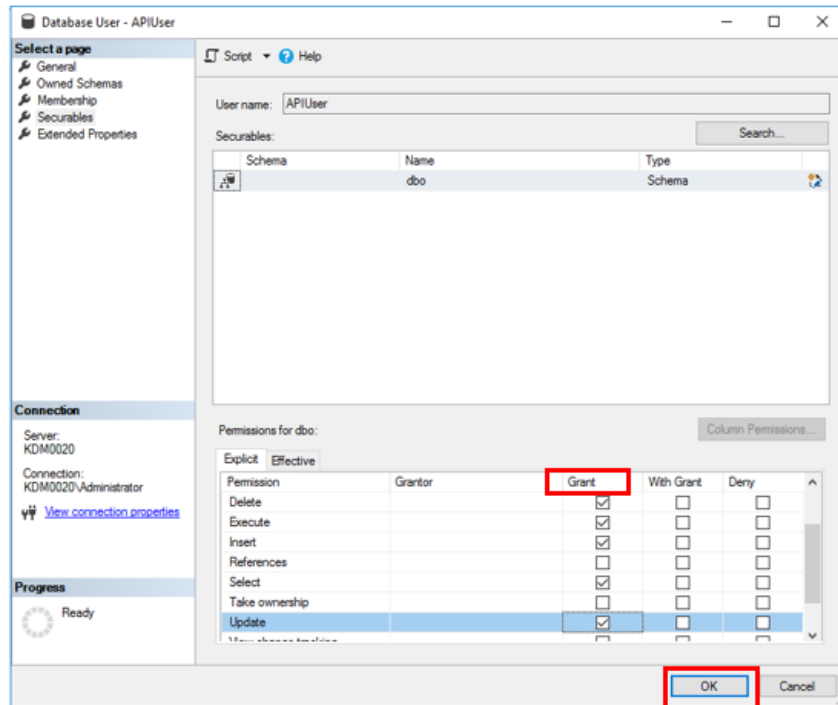 Database User - APIUser
Select a page
General
Owned Schemas
Membership
Securables
Extended Properties
Script
Help
User name: APIUser
Securables:
Search...
Schema Name Type
dbo Schema
Connection
Server:
KDM0020
Connection:
KDM0020\Administrator
View connection properties
Progress
Ready
Permissions for dbo:
Column Permissions...
Explicit Effective
Permission Grantor Grant With Grant Deny
Delete
Execute
Insert
References
Select
Take ownership
Update
View change tracking
OK Cancel